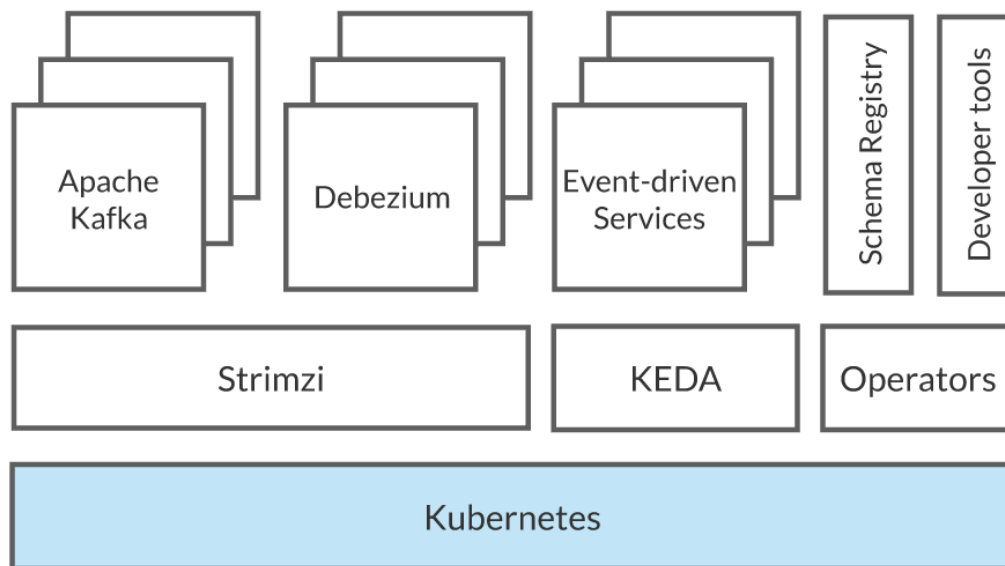 Apache
Kafka
Debezium
Event-driven
Services
Schema Registry
Developer tools
Strimzi
KEDA
Operators
Kubernetes